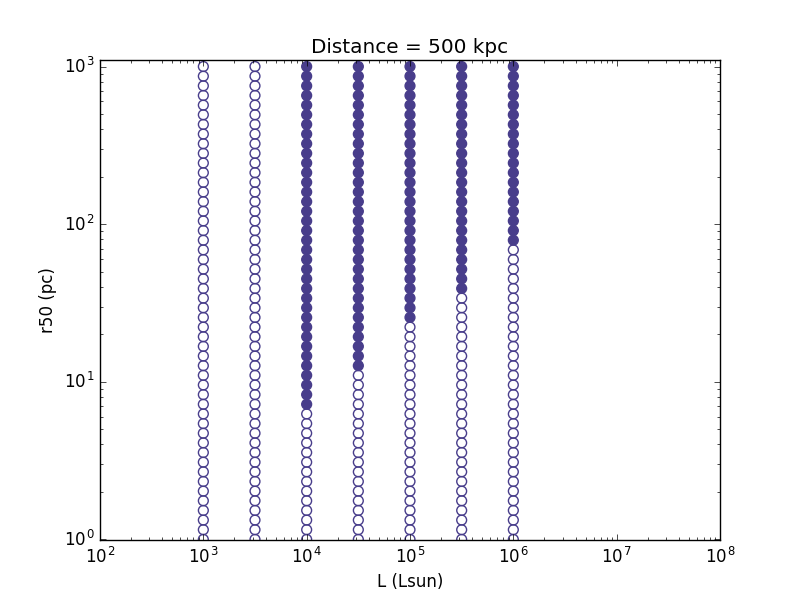 Distance = 500 kpc
10³
10²
10¹
10⁰
r50 (pc)
10² 10³ 10⁴ 10⁵ 10⁶ 10⁷ 10⁸
L (Lsun)